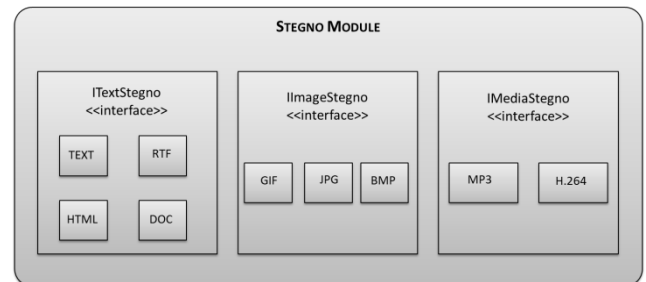 STEGNO MODULE
ITextStegno
<<interface>>
TEXT
RTF
HTML
DOC
IImageStegno
<<interface>>
GIF
JPG
BMP
IMediaStegno
<<interface>>
MP3
H.264